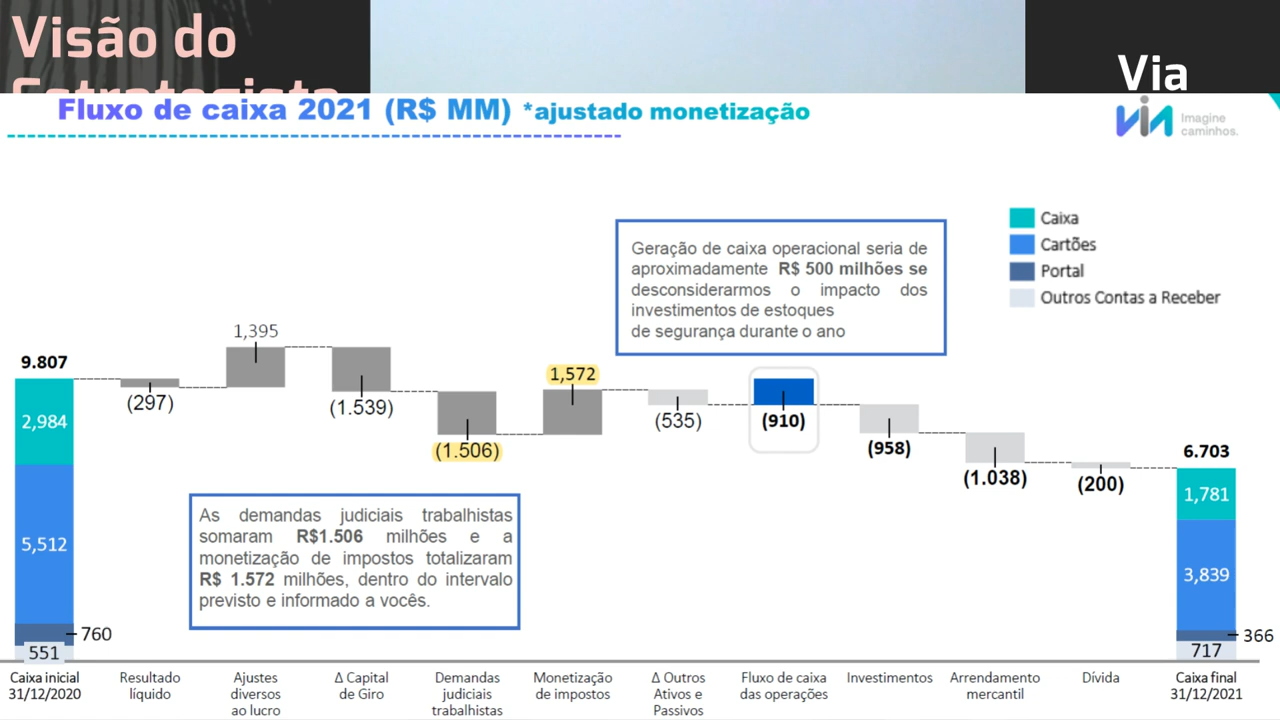 Visão do
Estrategista
Via
Fluxo de caixa 2021 (R$ MM) *ajustado monetização
via
Imagine
caminhos.
Caixa
Cartões
Portal
Outros Contas a Receber
Geração de caixa operacional seria de
aproximadamente R$ 500 milhões se
desconsiderarmos o impacto dos
investimentos de estoques
de segurança durante o ano
9.807
2,984
5,512
760
551
(297)
1,395
(1.539)
(1.506)
1,572
(535)
(910)
(958)
(1.038)
(200)
6.703
1,781
3,839
366
717
As demandas judiciais trabalhistas
somaram R$1.506 milhões e a
monetização de impostos totalizaram
R$ 1.572 milhões, dentro do intervalo
previsto e informado a vocês.
Caixa inicial
31/12/2020
Resultado
líquido
Ajustes
diversos
ao lucro
Δ Capital
de Giro
Demandas
judiciais
trabalhistas
Monetização
de impostos
Δ Outros
Ativos e
Passivos
Fluxo de caixa
das operações
Investimentos
Arrendamento
mercantil
Dívida
Caixa final
31/12/2021